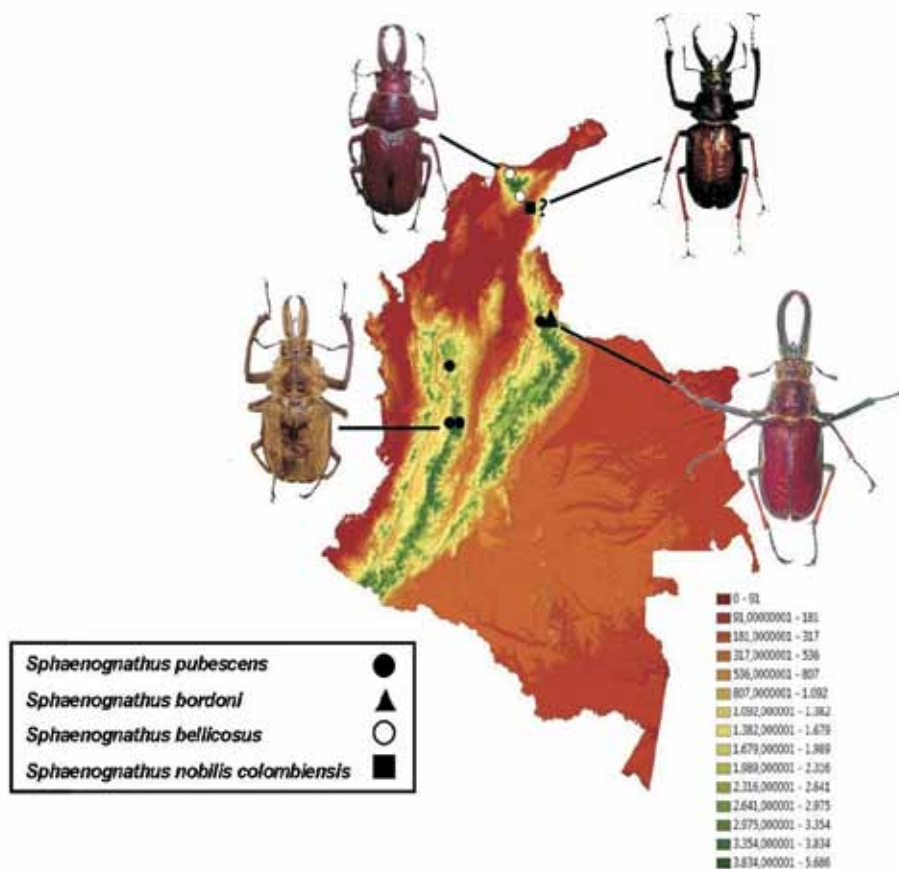 ?
Sphaenognathus pubescens
Sphaenognathus bordoni
Sphaenognathus bellicosus
Sphaenognathus nobilis colombiensis
0 - 91
91,00000001 - 181
181,0000001 - 317
317,0000001 - 536
536,0000001 - 807
807,0000001 - 1.092
1.092,000001 - 1.382
1.382,000001 - 1.679
1.679,000001 - 1.989
1.989,000001 - 2.316
2.316,000001 - 2.641
2.641,000001 - 2.975
2.975,000001 - 3.354
3.354,000001 - 3.834
3.834,000001 - 5.686